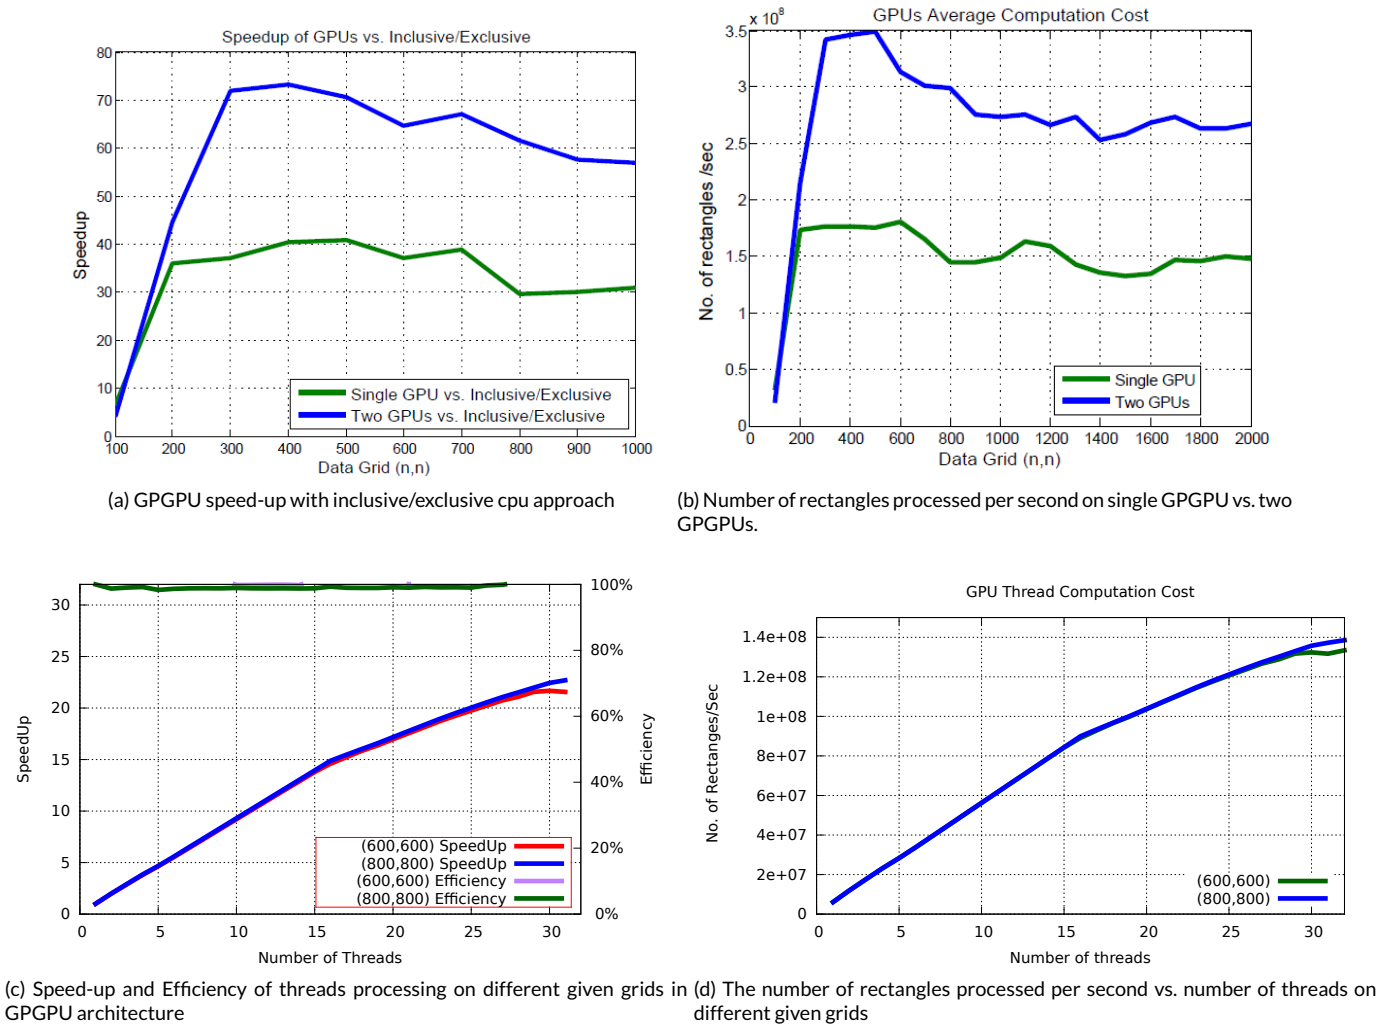 Speedup of GPUs vs. Inclusive/Exclusive
80
70
60
50
40
30
20
10
0
Speedup
100 200 300 400 500 600 700 800 900 1000
Data Grid (n,n)
Single GPU vs. Inclusive/Exclusive
Two GPUs vs. Inclusive/Exclusive
(a) GPGPU speed-up with inclusive/exclusive cpu approach
GPUs Average Computation Cost
x 10^8
3.5
3
2.5
2
1.5
1
0.5
0
No. of rectangles /sec
0 200 400 600 800 1000 1200 1400 1600 1800 2000
Data Grid (n,n)
Single GPU
Two GPUs
(b) Number of rectangles processed per second on single GPGPU vs. two
GPGPUs.
30
25
20
15
10
5
0
SpeedUp
100%
80%
60%
40%
20%
0%
Efficiency
0 5 10 15 20 25 30
Number of Threads
(600,600) SpeedUp
(800,800) SpeedUp
(600,600) Efficiency
(800,800) Efficiency
(c) Speed-up and Efficiency of threads processing on different given grids in
GPGPU architecture
GPU Thread Computation Cost
1.4e+08
1.2e+08
1e+08
8e+07
6e+07
4e+07
2e+07
0
No. of Rectanges/Sec
0 5 10 15 20 25 30
Number of threads
(600,600)
(800,800)
(d) The number of rectangles processed per second vs. number of threads on
different given grids